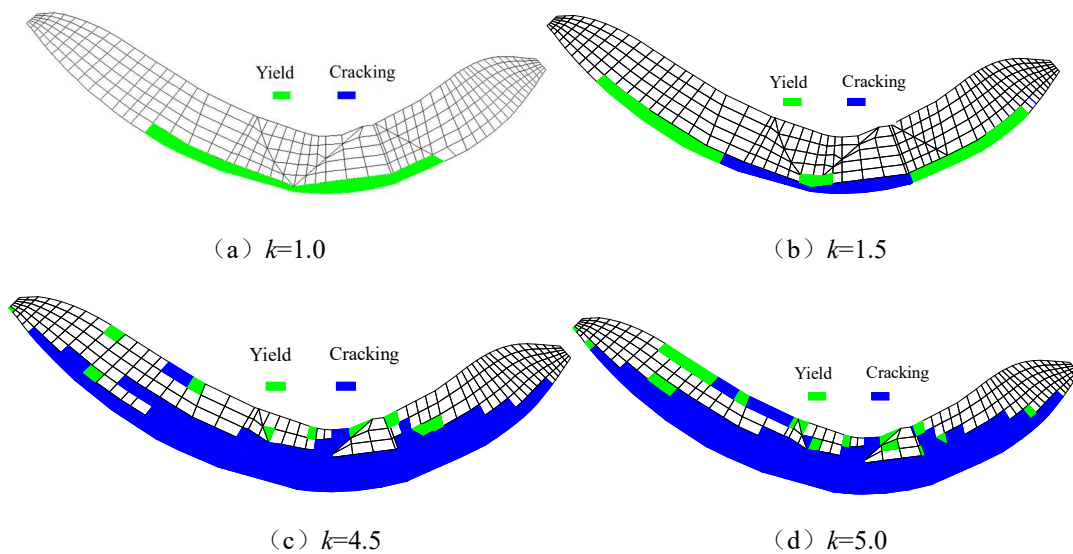 Yield Cracking
Yield Cracking
（a）k=1.0
（b）k=1.5
Yield Cracking
Yield Cracking
（c）k=4.5
（d）k=5.0